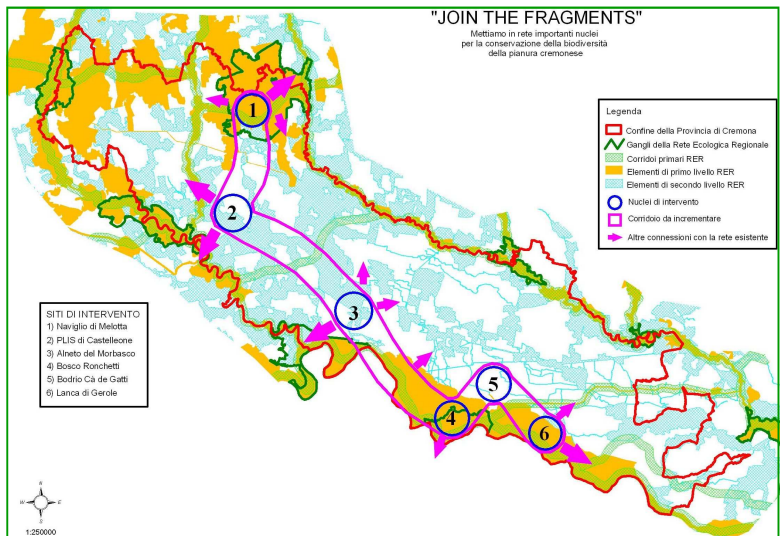 "JOIN THE FRAGMENTS"
Mettiamo in rete importanti nuclei
per la conservazione della biodiversità
della pianura cremonese
Legenda
Confine della Provincia di Cremona
Gangli della Rete Ecologica Regionale
Corridoi primari RER
Elementi di primo livello RER
Elementi di secondo livello RER
Nuclei di intervento
Corridoio da incrementare
Altre connessioni con la rete esistente
1
2
3
5
4
6
SITI DI INTERVENTO
1) Naviglio di Melotta
2) PLIS di Castelleone
3) Alneto del Morbasco
4) Bosco Ronchetti
5) Bodrio Cà de Gatti
6) Lanca di Gerole
N
W E
S
1:250000